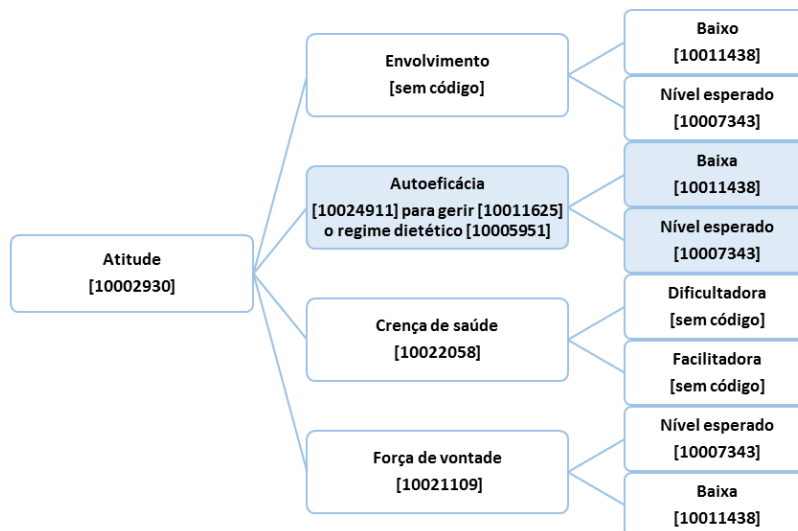 Atitude
[10002930]
Envolvimento
[sem código]
Baixo
[10011438]
Nível esperado
[10007343]
Autoeficácia
[10024911] para gerir [10011625]
o regime dietético [10005951]
Baixa
[10011438]
Nível esperado
[10007343]
Crença de saúde
[10022058]
Dificultadora
[sem código]
Facilitadora
[sem código]
Força de vontade
[10021109]
Nível esperado
[10007343]
Baixa
[10011438]